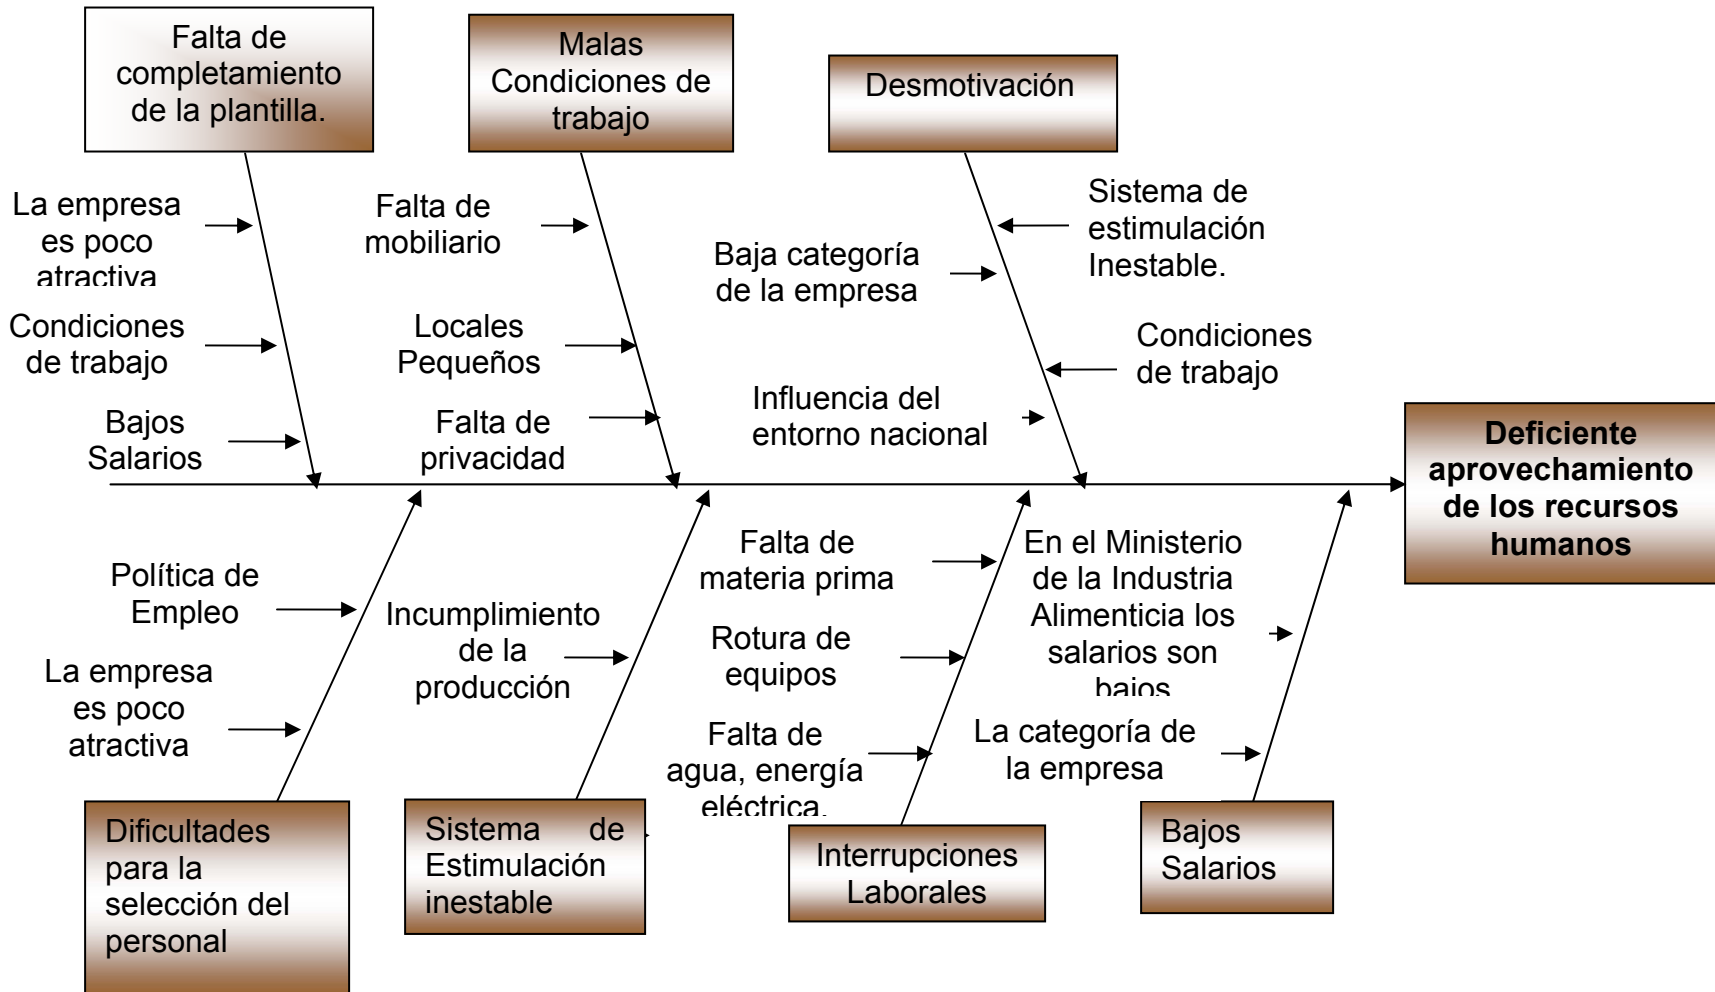 Falta de
completamiento
de la plantilla.
Malas
Condiciones de
trabajo
Desmotivación
La empresa
es poco
atractiva
Condiciones
de trabajo
Bajos
Salarios
Falta de
mobiliario
Locales
Pequeños
Falta de
privacidad
Baja categoría
de la empresa
Influencia del
entorno nacional
Sistema de
estimulación
Inestable.
Condiciones
de trabajo
Deficiente
aprovechamiento
de los recursos
humanos
Política de
Empleo
La empresa
es poco
atractiva
Incumplimiento
de la
producción
Falta de
materia prima
Rotura de
equipos
Falta de
agua, energía
eléctrica.
En el Ministerio
de la Industria
Alimenticia los
salarios son
bajos
La categoría de
la empresa
Dificultades
para la
selección del
personal
Sistema de
Estimulación
inestable
Interrupciones
Laborales
Bajos
Salarios